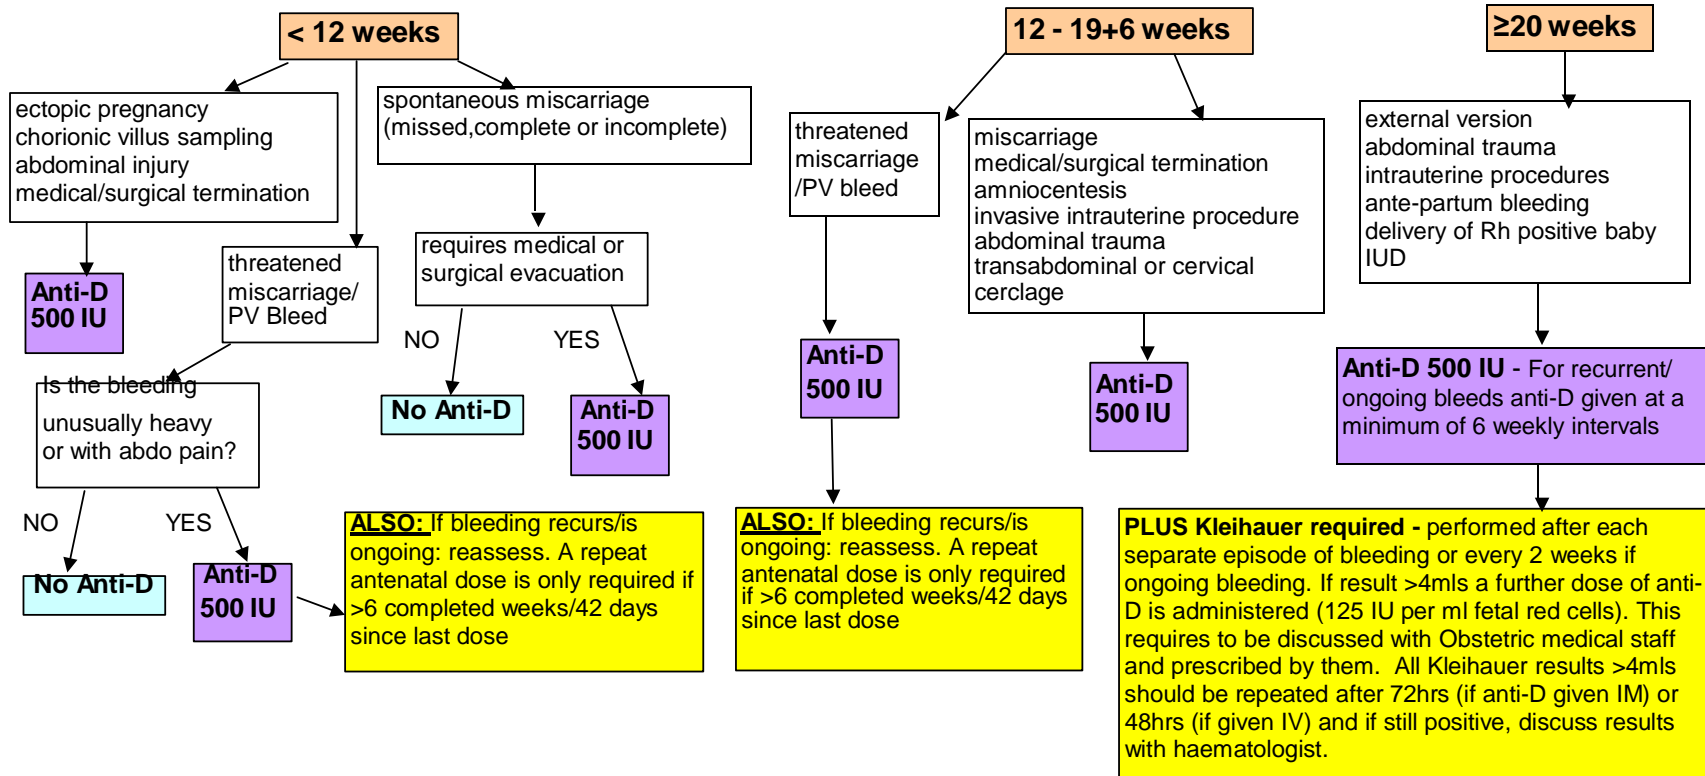 < 12 weeks
ectopic pregnancy
chorionic villus sampling
abdominal injury
medical/surgical termination
Anti-D
500 IU
threatened
miscarriage/
PV Bleed
Is the bleeding
unusually heavy
or with abdo pain?
NO
YES
No Anti-D
Anti-D
500 IU
ALSO: If bleeding recurs/is
ongoing: reassess. A repeat
antenatal dose is only required if
>6 completed weeks/42 days
since last dose
spontaneous miscarriage
(missed,complete or incomplete)
requires medical or
surgical evacuation
NO
YES
No Anti-D
Anti-D
500 IU
12 - 19+6 weeks
threatened
miscarriage
/PV bleed
Anti-D
500 IU
ALSO: If bleeding recurs/is
ongoing: reassess. A repeat
antenatal dose is only required
if >6 completed weeks/42 days
since last dose
miscarriage
medical/surgical termination
amniocentesis
invasive intrauterine procedure
abdominal trauma
transabdominal or cervical
cerclage
Anti-D
500 IU
≥20 weeks
external version
abdominal trauma
intrauterine procedures
ante-partum bleeding
delivery of Rh positive baby
IUD
Anti-D 500 IU - For recurrent/
ongoing bleeds anti-D given at a
minimum of 6 weekly intervals
PLUS Kleihauer required - performed after each
separate episode of bleeding or every 2 weeks if
ongoing bleeding. If result >4mls a further dose of anti-
D is administered (125 IU per ml fetal red cells). This
requires to be discussed with Obstetric medical staff
and prescribed by them.  All Kleihauer results >4mls
should be repeated after 72hrs (if anti-D given IM) or
48hrs (if given IV) and if still positive, discuss results
with haematologist.